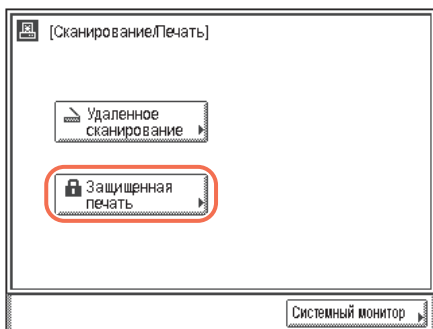 [Сканирование/Печать]
Удаленное
сканирование
Защищенная
печать
Системный монитор